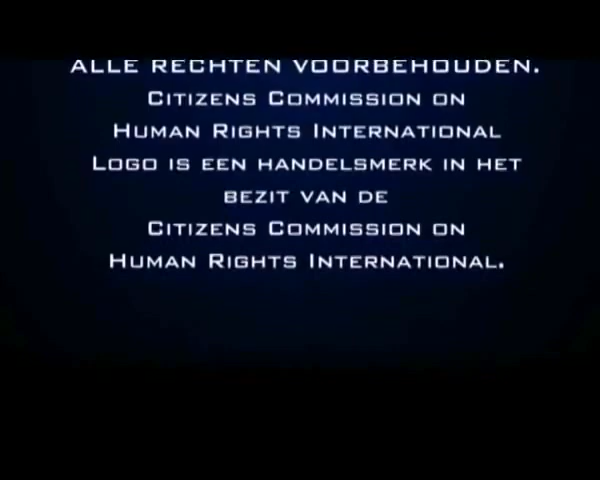 ALLE RECHTEN VOORBEHOUDEN.
CITIZENS COMMISSION ON
HUMAN RIGHTS INTERNATIONAL
LOGO IS EEN HANDELSMERK IN HET
BEZIT VAN DE
CITIZENS COMMISSION ON
HUMAN RIGHTS INTERNATIONAL.